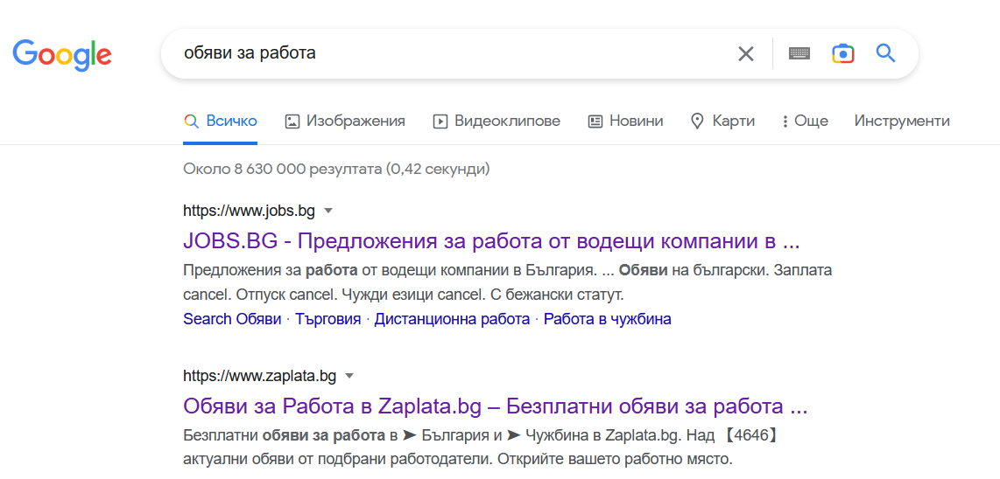 Google
обяви за работа
Всичко Изображения Видеоклипове Новини Карти Още Инструменти
Около 8 630 000 резултата (0,42 секунди)
https://www.jobs.bg
JOBS.BG - Предложения за работа от водещи компании в ...
Предложения за работа от водещи компании в България. ... Обяви на български. Заплата
cancel. Отпуск cancel. Чужди езици cancel. С бежански статут.
Search Обяви · Търговия · Дистанционна работа · Работа в чужбина
https://www.zaplata.bg
Обяви за Работа в Zaplata.bg – Безплатни обяви за работа ...
Безплатни обяви за работа в ➤ България и ➤ Чужбина в Zaplata.bg. Над 【4646】
актуални обяви от подбрани работодатели. Открийте вашето работно място.